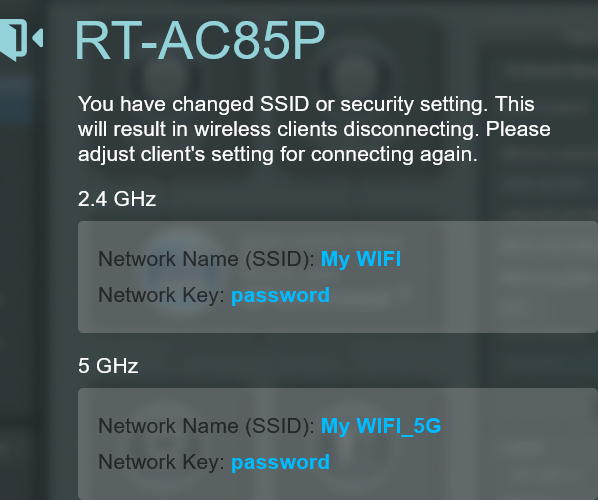 RT-AC85P
You have changed SSID or security setting. This
will result in wireless clients disconnecting. Please
adjust client's setting for connecting again.
2.4 GHz
Network Name (SSID): My WIFI
Network Key: password
5 GHz
Network Name (SSID): My WIFI_5G
Network Key: password